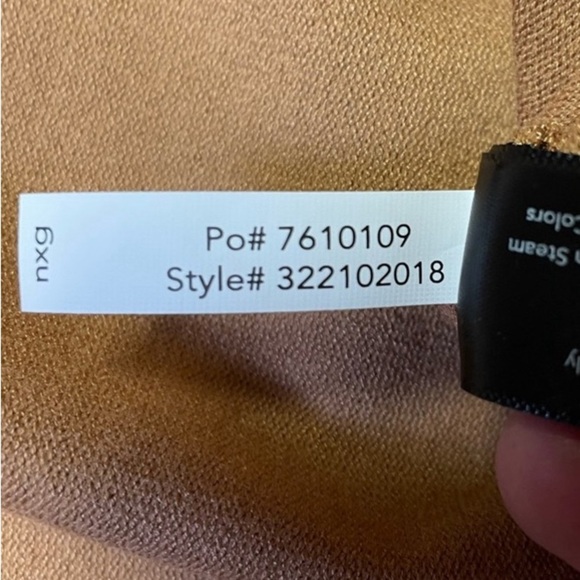 nxg
Po# 7610109
Style# 322102018
Colors
Steam